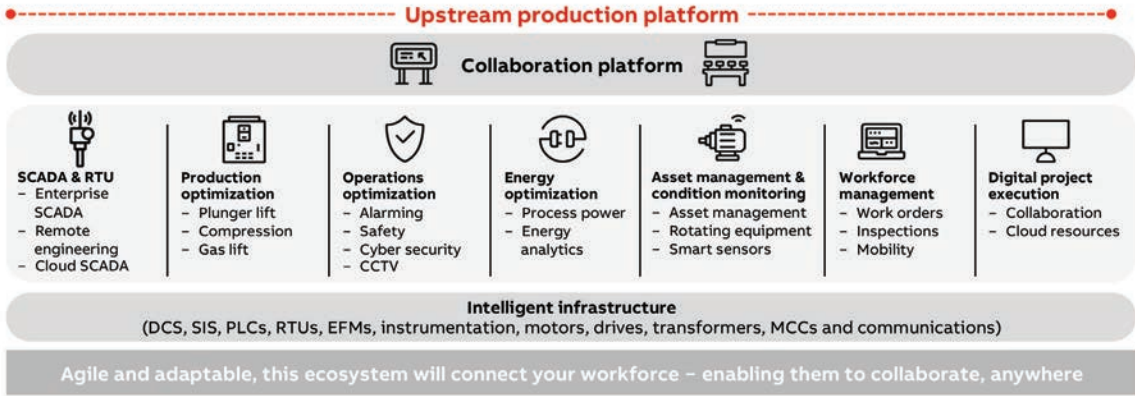 Upstream production platform
Collaboration platform
SCADA & RTU
– Enterprise
SCADA
– Remote
engineering
– Cloud SCADA
Production
optimization
– Plunger lift
– Compression
– Gas lift
Operations
optimization
– Alarming
– Safety
– Cyber security
– CCTV
Energy
optimization
– Process power
– Energy
analytics
Asset management &
condition monitoring
– Asset management
– Rotating equipment
– Smart sensors
Workforce
management
– Work orders
– Inspections
– Mobility
Digital project
execution
– Collaboration
– Cloud resources
Intelligent infrastructure
(DCS, SIS, PLCs, RTUs, EFMs, instrumentation, motors, drives, transformers, MCCs and communications)
Agile and adaptable, this ecosystem will connect your workforce – enabling them to collaborate, anywhere